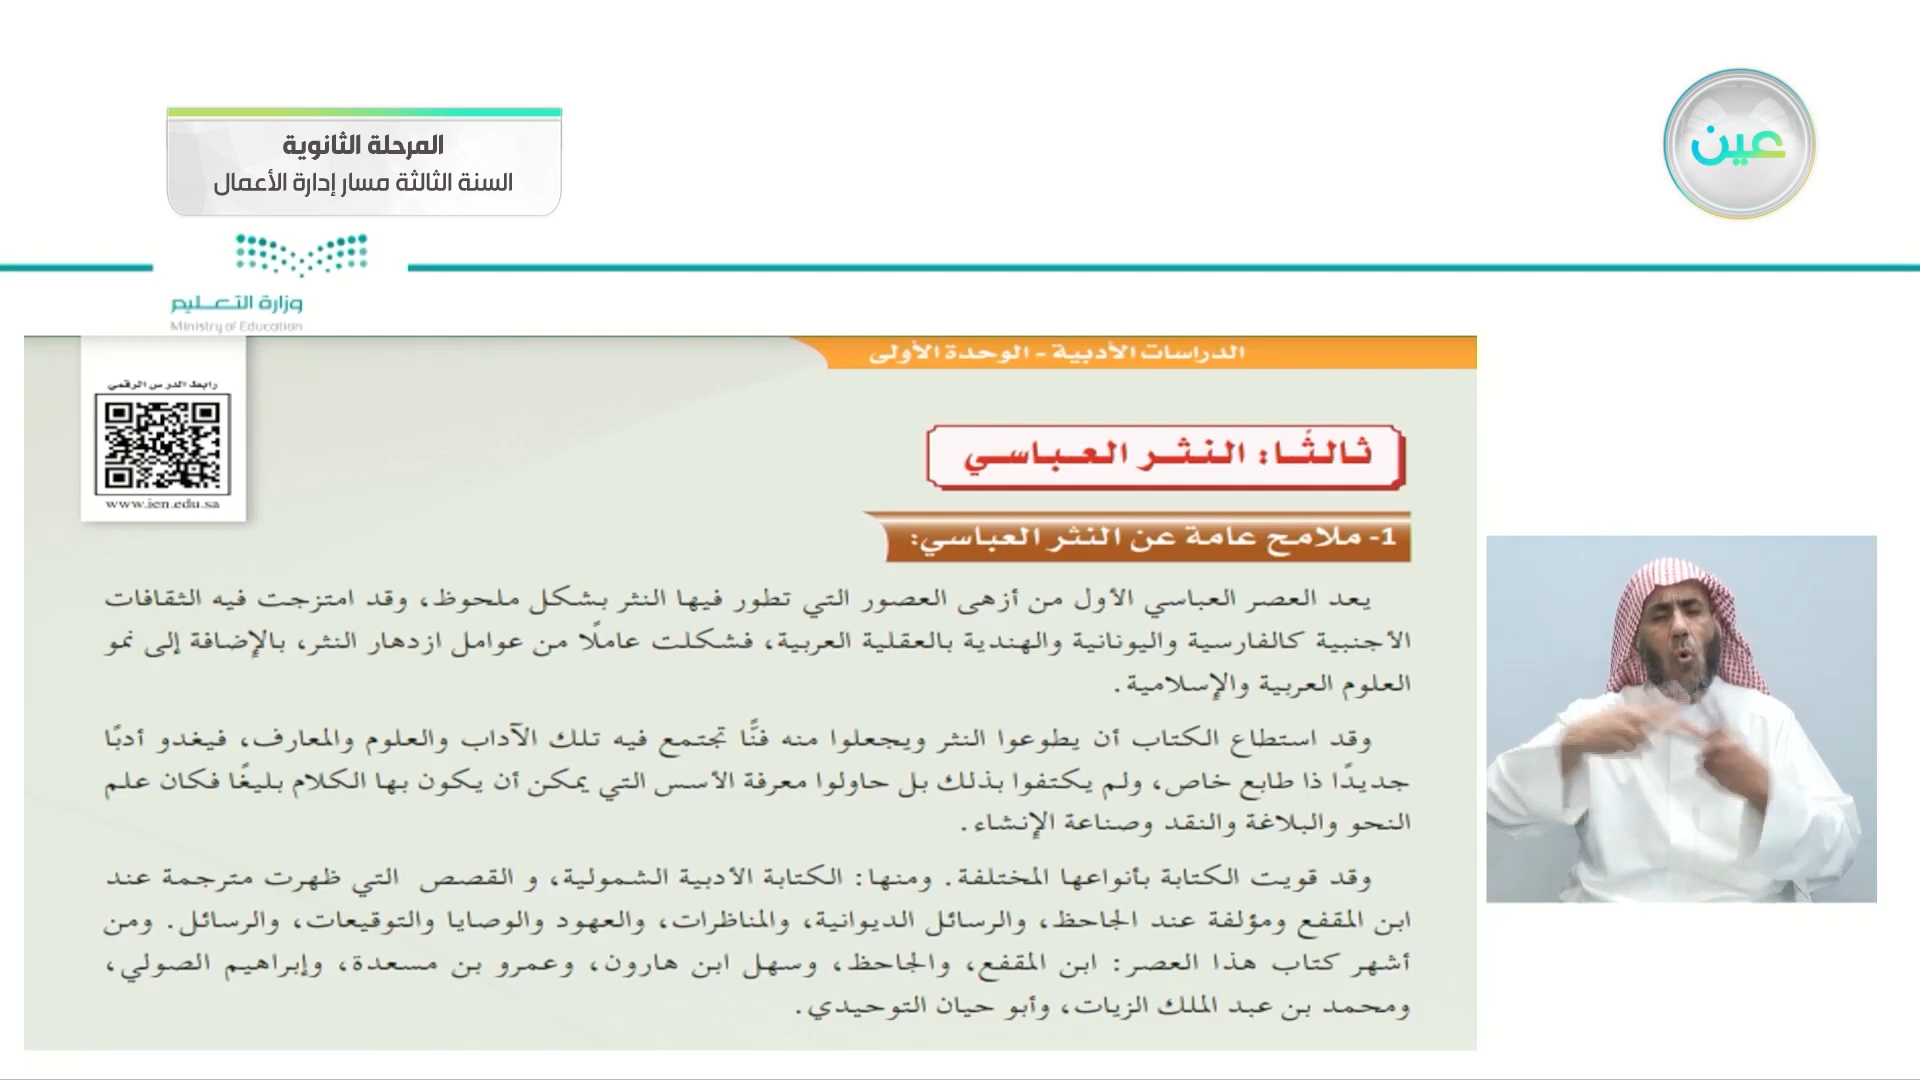 عين
المرحلة الثانوية
السنة الثالثة مسار إدارة الأعمال
وزارة التعليم
Ministry of Education
الدراسات الأدبية - الوحدة الأولى
رابط الدرس الرقمي
www.ien.edu.sa
ثالثًا: النثر العباسي
1- ملامح عامة عن النثر العباسي:
يعد العصر العباسي الأول من أزهى العصور التي تطور فيها النثر بشكل ملحوظ، وقد امتزجت فيه الثقافات
الأجنبية كالفارسية واليونانية والهندية بالعقلية العربية، فشكلت عاملًا من عوامل ازدهار النثر، بالإضافة إلى نمو
العلوم العربية والإسلامية.
وقد استطاع الكتاب أن يطوعوا النثر ويجعلوا منه فنًّا تجتمع فيه تلك الآداب والعلوم والمعارف، فيغدو أدبًا
جديدًا ذا طابع خاص، ولم يكتفوا بذلك بل حاولوا معرفة الأسس التي يمكن أن يكون بها الكلام بليغًا فكان علم
النحو والبلاغة والنقد وصناعة الإنشاء.
وقد قويت الكتابة بأنواعها المختلفة. ومنها: الكتابة الأدبية الشمولية، و القصص التي ظهرت مترجمة عند
ابن المقفع ومؤلفة عند الجاحظ، والرسائل الديوانية، والمناظرات، والعهود والوصايا والتوقيعات، والرسائل. ومن
أشهر كتاب هذا العصر: ابن المقفع، والجاحظ، وسهل ابن هارون، وعمرو بن مسعدة، وإبراهيم الصولي،
ومحمد بن عبد الملك الزيات، وأبو حيان التوحيدي.